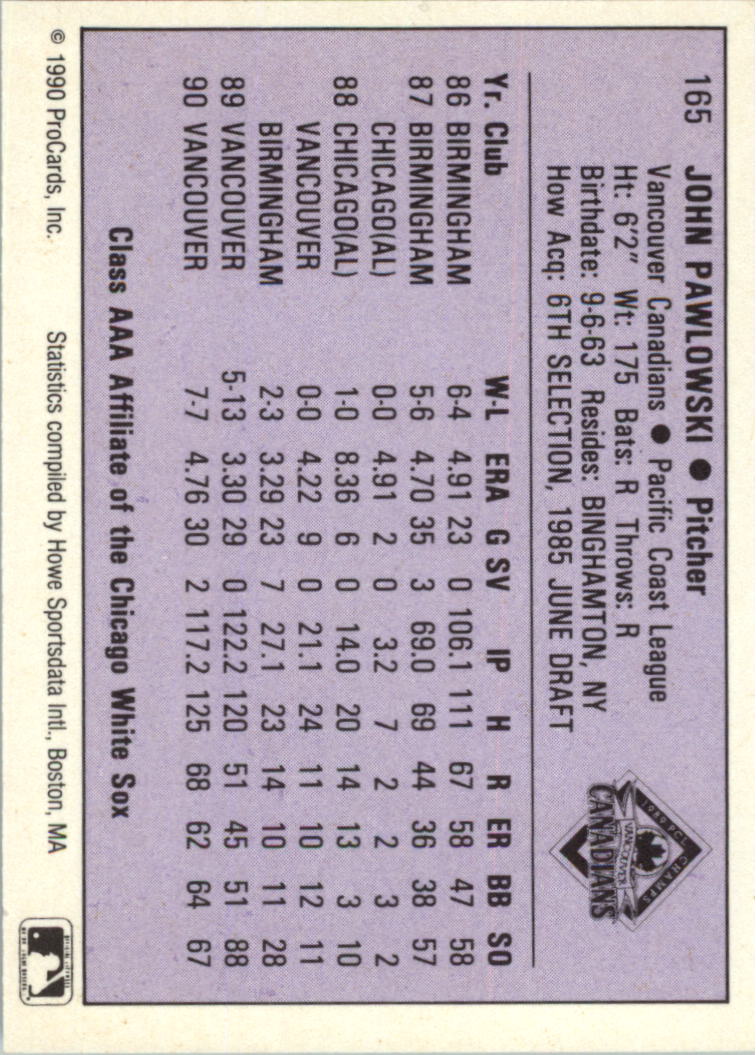 165 JOHN PAWLOWSKI ● Pitcher
Vancouver Canadians ● Pacific Coast League
Ht: 6'2" Wt: 175 Bats: R Throws: R
Birthdate: 9-6-63 Resides: BINGHAMTON, NY
How Acq: 6TH SELECTION, 1985 JUNE DRAFT
1989 PCL CHAMPS
VANCOUVER
CANADIANS
Yr. Club W-L ERA G SV IP H R ER BB SO
86 BIRMINGHAM 6-4 4.91 23 0 106.1 111 67 58 47 58
87 BIRMINGHAM 5-6 4.70 35 3 69.0 69 44 36 38 57
CHICAGO(AL) 0-0 4.91 2 0 3.2 7 2 2 3 2
88 CHICAGO(AL) 1-0 8.36 6 0 14.0 20 14 13 3 10
VANCOUVER 0-0 4.22 9 0 21.1 24 11 10 12 11
BIRMINGHAM 2-3 3.29 23 7 27.1 23 14 10 11 28
89 VANCOUVER 5-13 3.30 29 0 122.2 120 51 45 51 88
90 VANCOUVER 7-7 4.76 30 2 117.2 125 68 62 64 67
Class AAA Affiliate of the Chicago White Sox
© 1990 ProCards, Inc. Statistics compiled by Howe Sportsdata Intl., Boston, MA